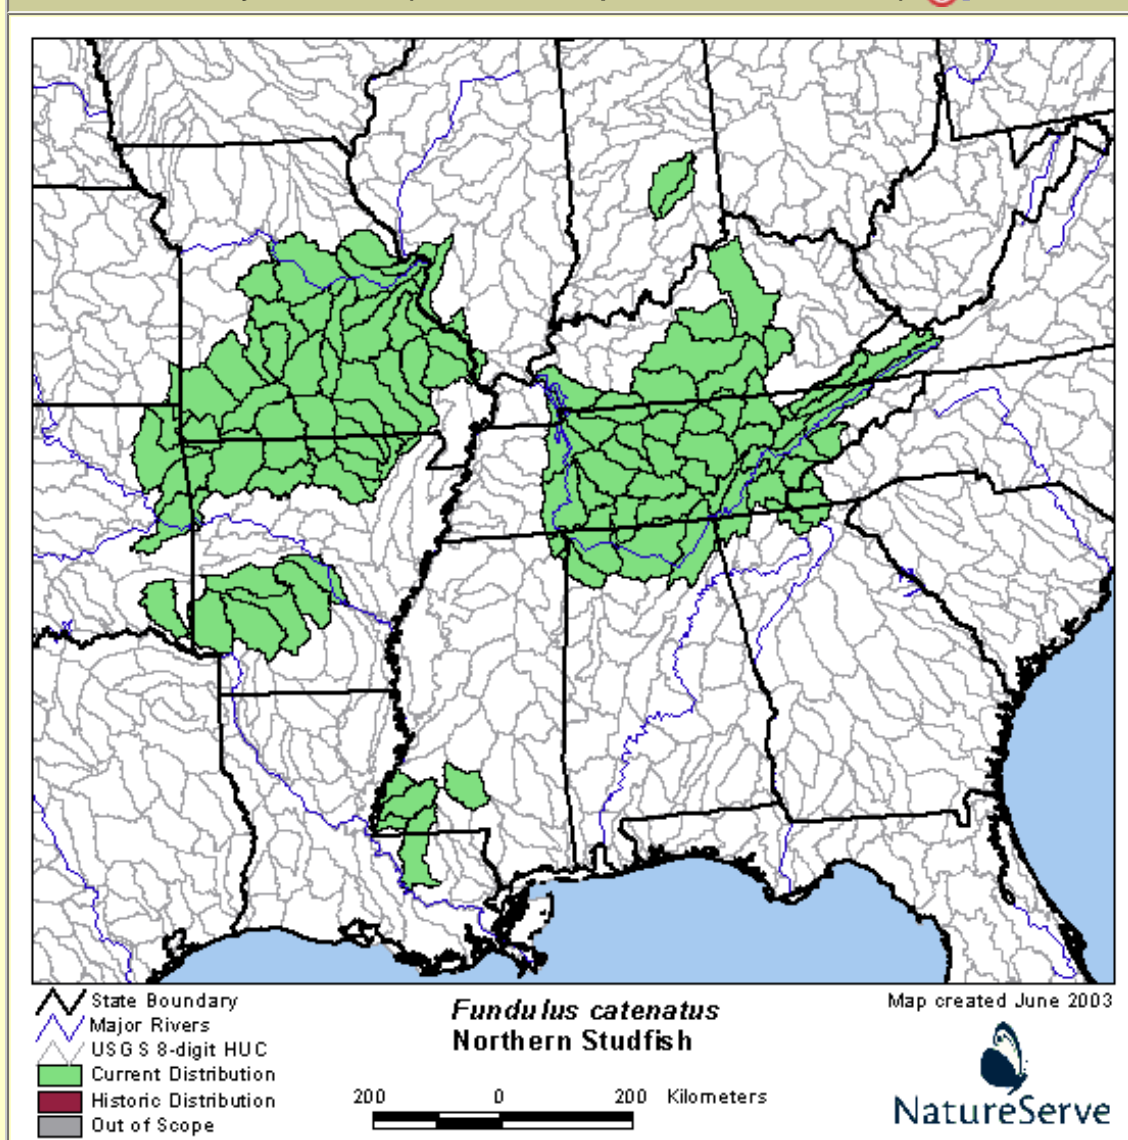 State Boundary
Major Rivers
USGS 8-digit HUC
Current Distribution
Historic Distribution
Out of Scope
Fundulus catenatus
Northern Studfish
200 0 200 Kilometers
Map created June 2003
NatureServe